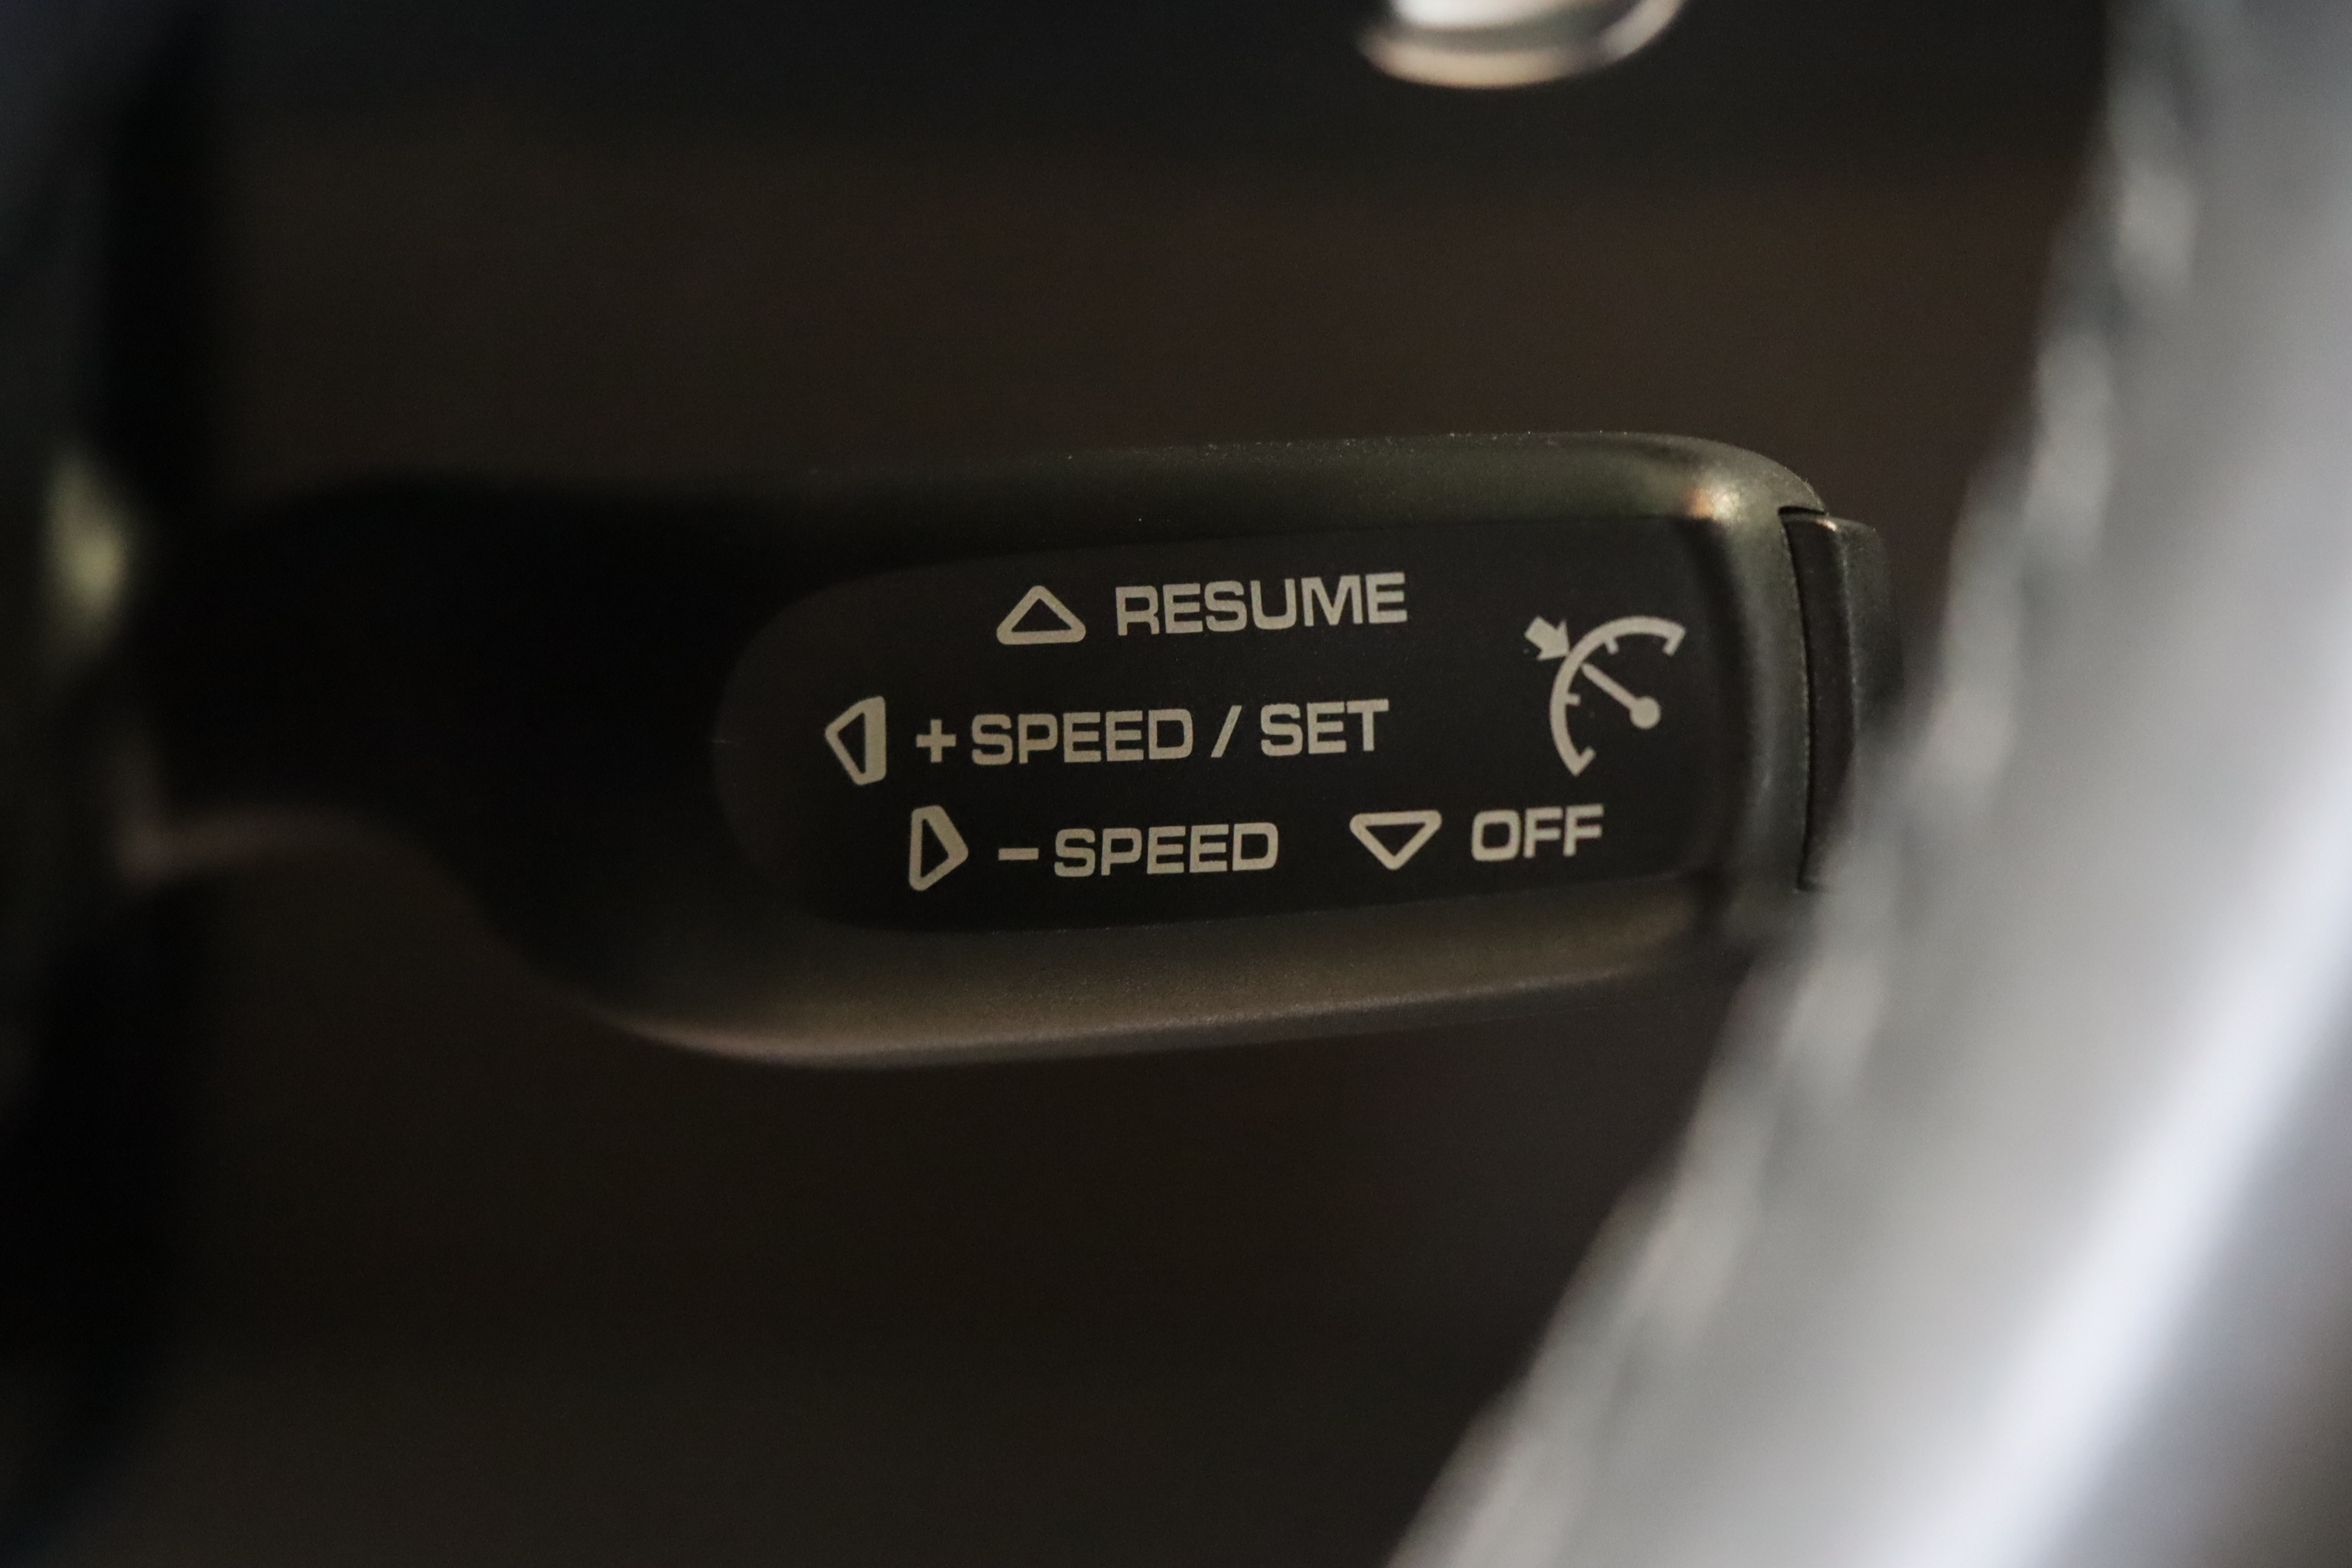 RESUME
+SPEED / SET
–SPEED OFF